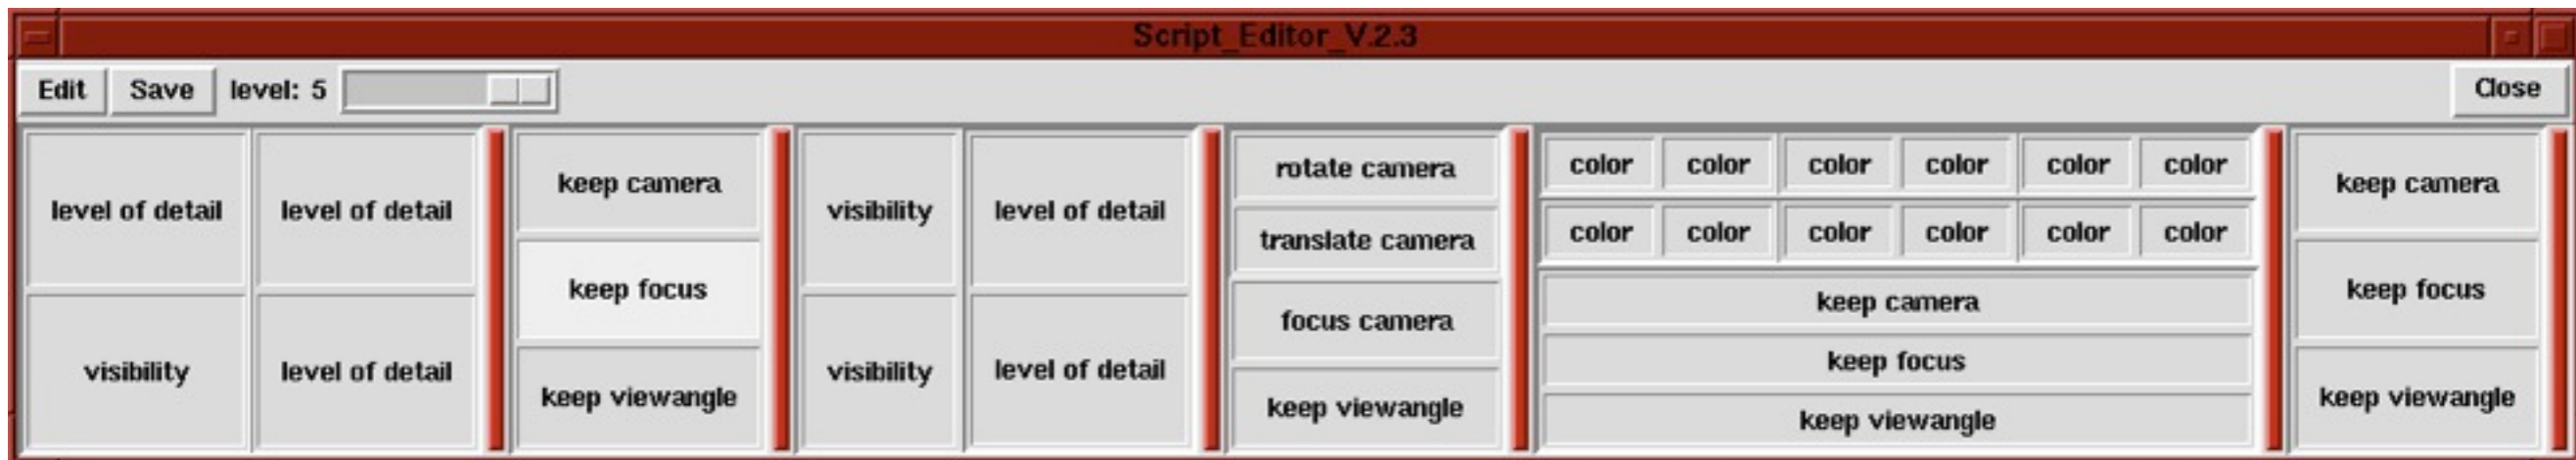 Script_Editor_V.2.3
Edit Save level: 5 Close
level of detail level of detail
visibility level of detail
keep camera
keep focus
keep viewangle
visibility level of detail
visibility level of detail
rotate camera
translate camera
focus camera
keep viewangle
color color color color color color
color color color color color color
keep camera
keep focus
keep viewangle
keep camera
keep focus
keep viewangle